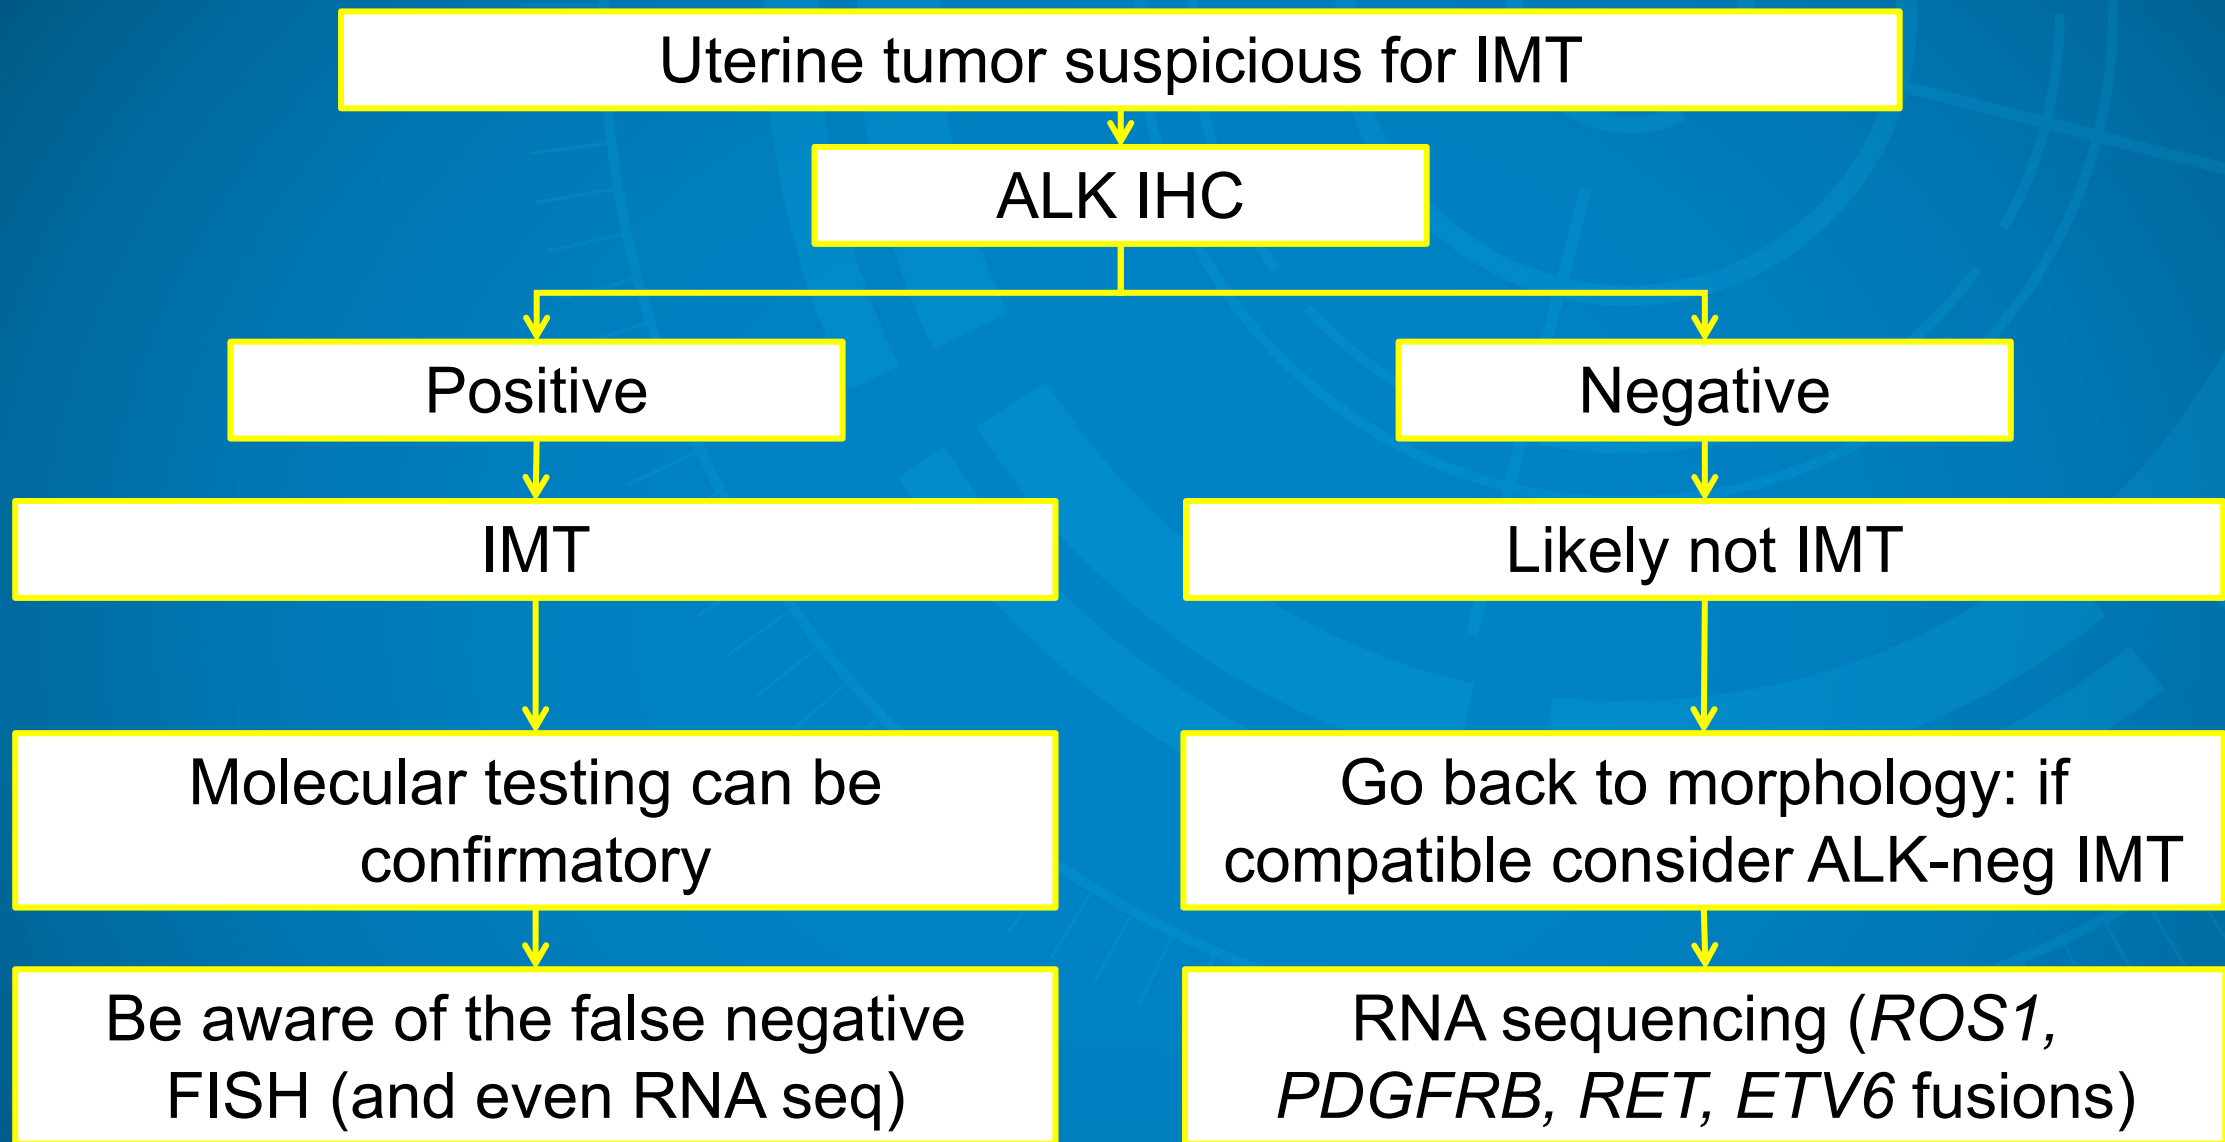 Uterine tumor suspicious for IMT
ALK IHC
Positive
Negative
IMT
Likely not IMT
Molecular testing can be
confirmatory
Go back to morphology: if
compatible consider ALK-neg IMT
Be aware of the false negative
FISH (and even RNA seq)
RNA sequencing (ROS1,
PDGFRB, RET, ETV6 fusions)